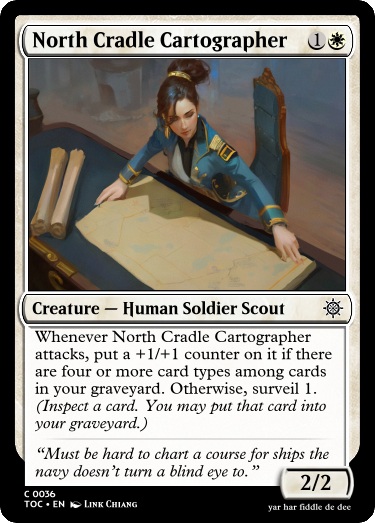 North Cradle Cartographer 1
Creature — Human Soldier Scout
Whenever North Cradle Cartographer
attacks, put a +1/+1 counter on it if there
are four or more card types among cards
in your graveyard. Otherwise, surveil 1.
(Inspect a card. You may put that card into
your graveyard.)
“Must be hard to chart a course for ships the
navy doesn’t turn a blind eye to.”
2/2
C 0036
TOC • EN Link Chiang
yar har fiddle de dee